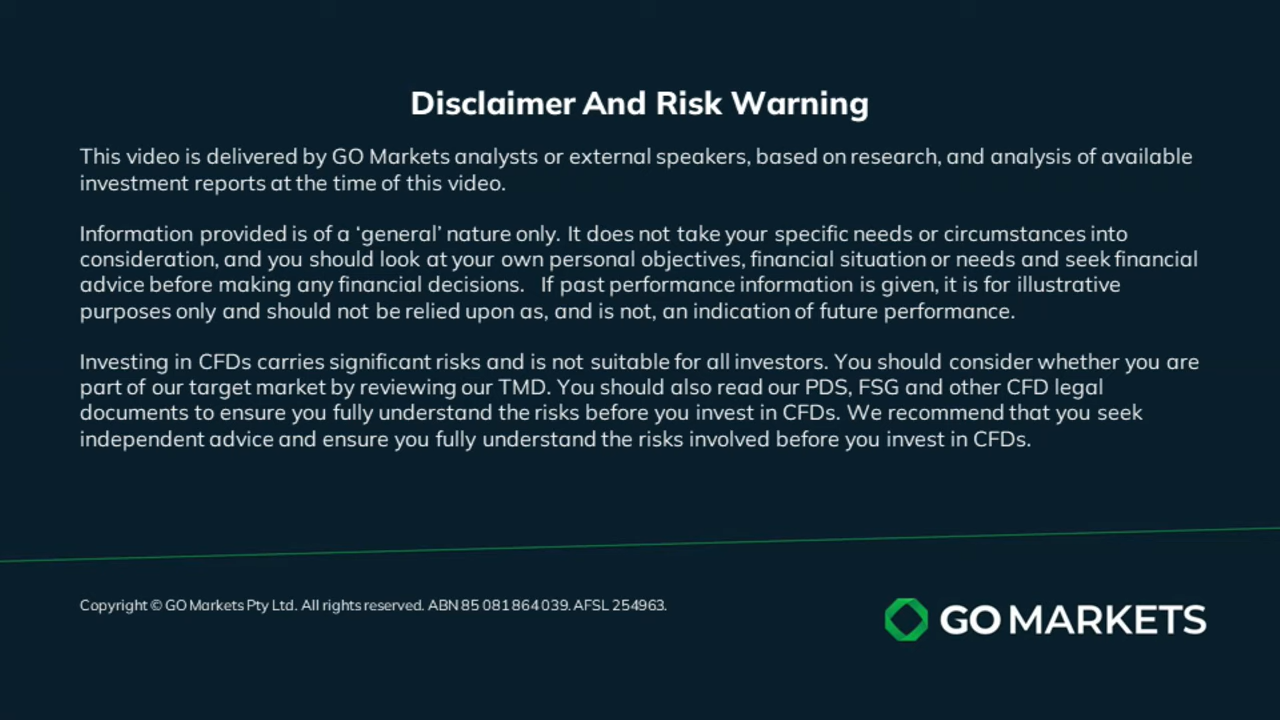 Disclaimer And Risk Warning
This video is delivered by GO Markets analysts or external speakers, based on research, and analysis of available
investment reports at the time of this video.
Information provided is of a ‘general’ nature only. It does not take your specific needs or circumstances into
consideration, and you should look at your own personal objectives, financial situation or needs and seek financial
advice before making any financial decisions. If past performance information is given, it is for illustrative
purposes only and should not be relied upon as, and is not, an indication of future performance.
Investing in CFDs carries significant risks and is not suitable for all investors. You should consider whether you are
part of our target market by reviewing our TMD. You should also read our PDS, FSG and other CFD legal
documents to ensure you fully understand the risks before you invest in CFDs. We recommend that you seek
independent advice and ensure you fully understand the risks involved before you invest in CFDs.
Copyright © GO Markets Pty Ltd. All rights reserved. ABN 85 081 864 039. AFSL 254963.
GO MARKETS